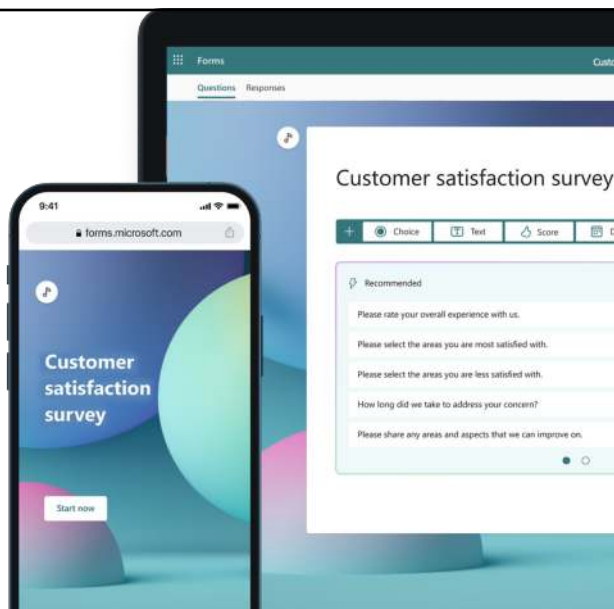 Forms
Custo
Questions Responses
Customer satisfaction survey
+ Choice Text Score D
Recommended
Please rate your overall experience with us.
Please select the areas you are most satisfied with.
Please select the areas you are less satisfied with.
How long did we take to address your concern?
Please share any areas and aspects that we can improve on.
9:41
forms.microsoft.com
Customer
satisfaction
survey
Start now